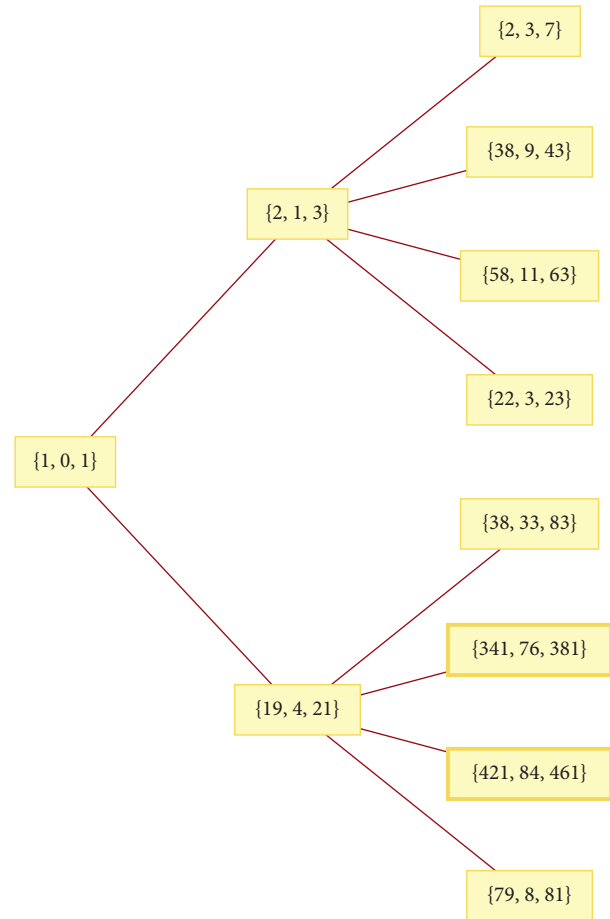 {2, 3, 7}
{38, 9, 43}
{2, 1, 3}
{58, 11, 63}
{22, 3, 23}
{1, 0, 1}
{38, 33, 83}
{341, 76, 381}
{19, 4, 21}
{421, 84, 461}
{79, 8, 81}